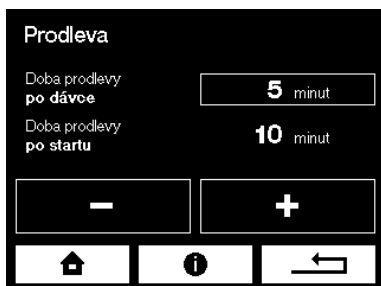 Prodleva
Doba prodlevy
po dávce
5 minut
Doba prodlevy
po startu
10 minut